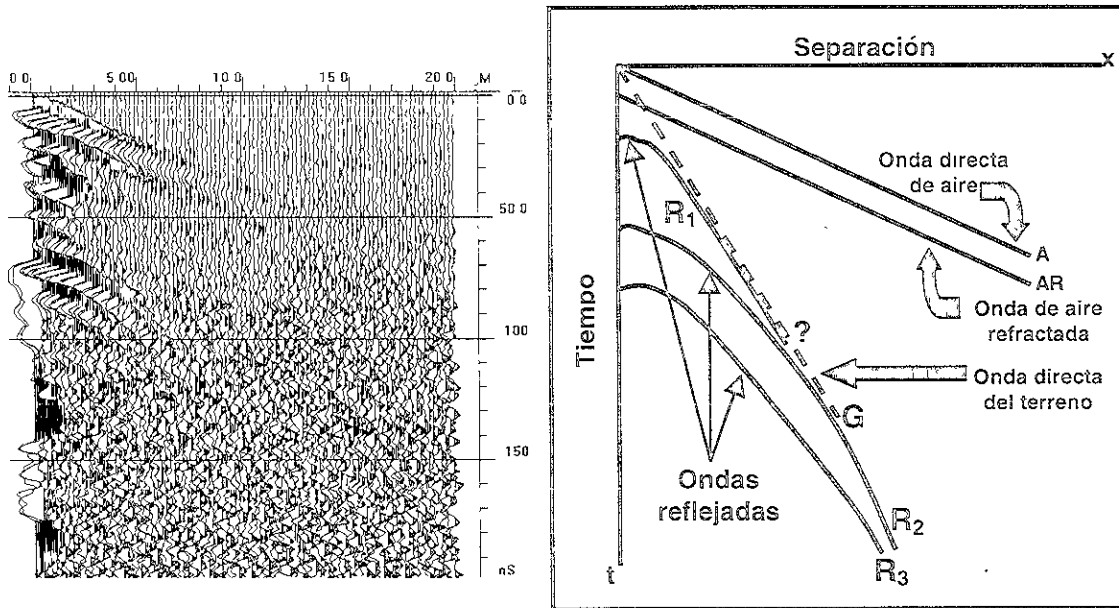 0 0 5 00 10 0 15 0 20 0 M
0 0
50 0
100
150
nS
Separación
x
Tiempo
t
Onda directa
de aire
A
AR
Onda de aire
refractada
R1
?
Onda directa
del terreno
G
Ondas
reflejadas
R2
R3